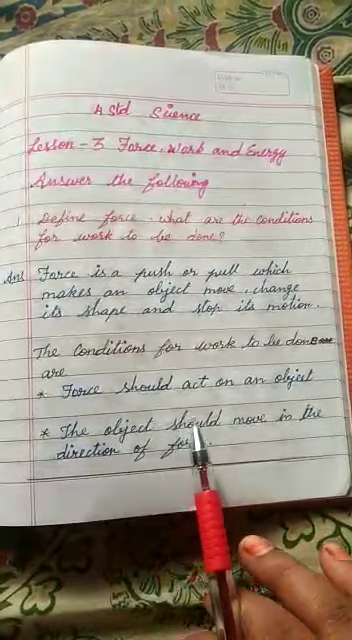 4 Std Science
Lesson - 3 Force, Work and Energy
Answer the following
1. Define force. what are the conditions
for work to be done?
Ans Force is a push or pull which
makes an object move, change
its shape and stop its motion.
The conditions for work to be done
are
* Force should act on an object
* The object should move in the
direction of